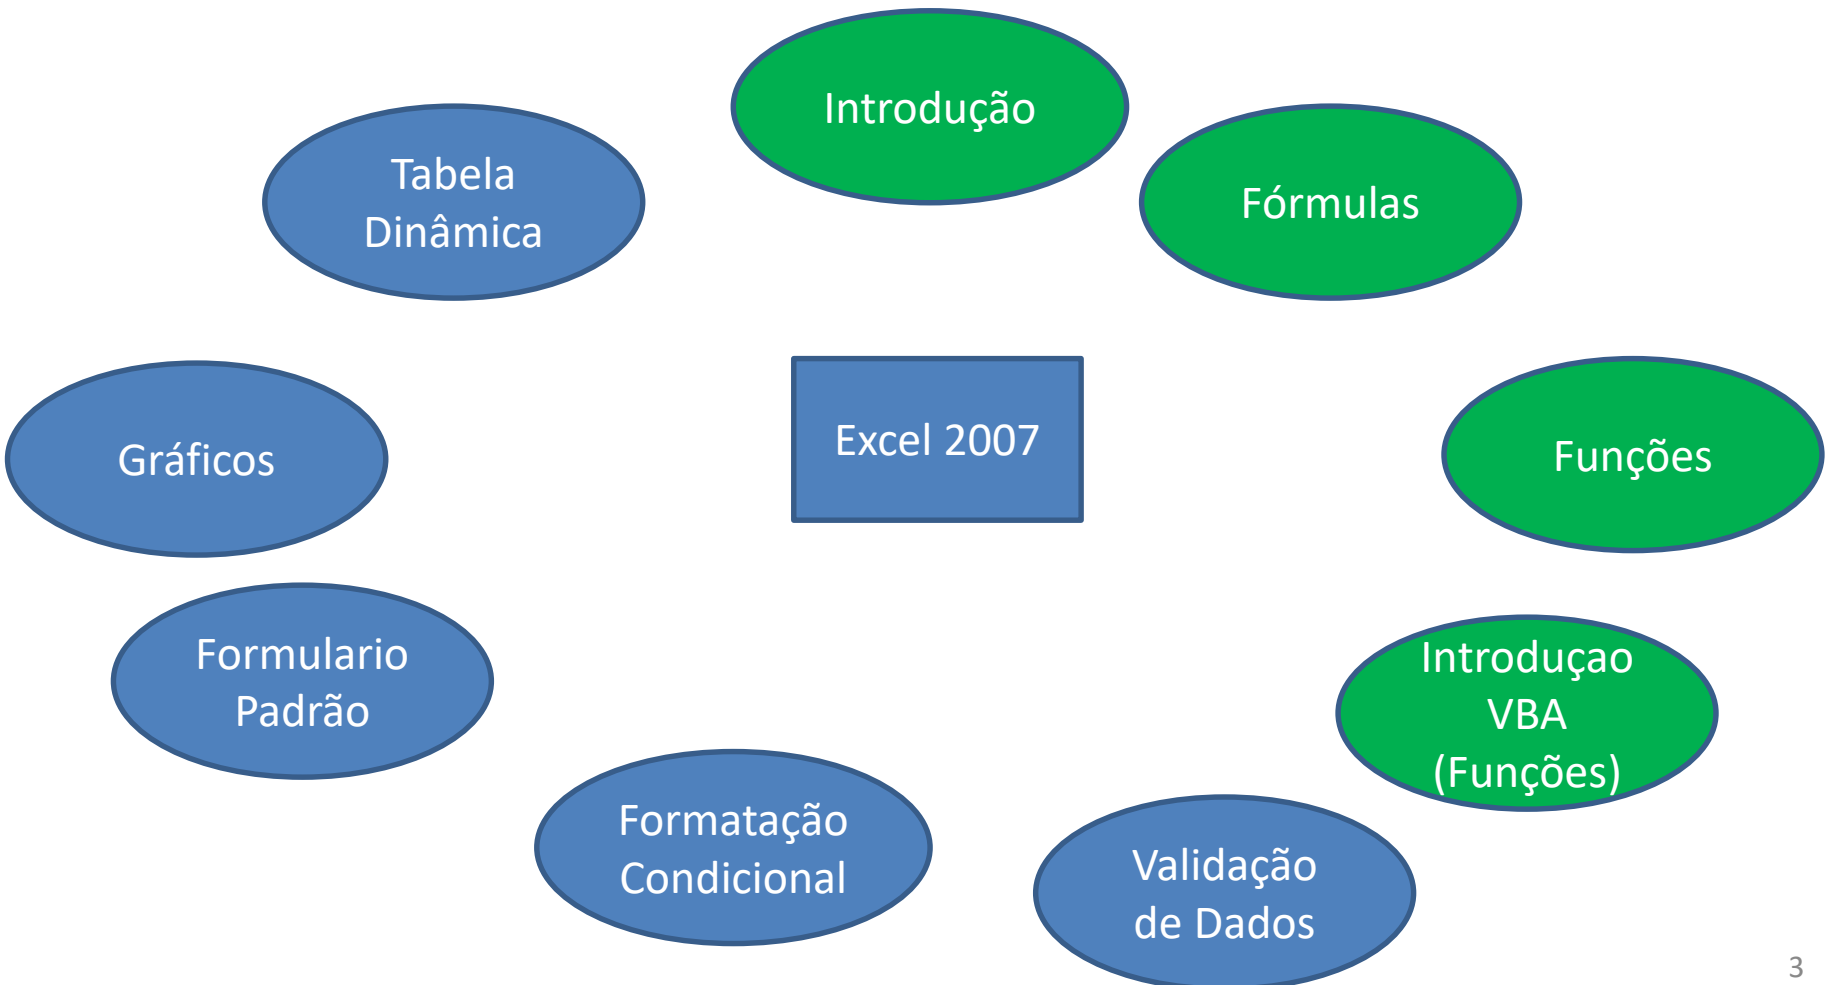 Introdução
Tabela
Dinâmica
Fórmulas
Gráficos
Excel 2007
Funções
Formulario
Padrão
Introduçao
VBA
(Funções)
Formatação
Condicional
Validação
de Dados
3